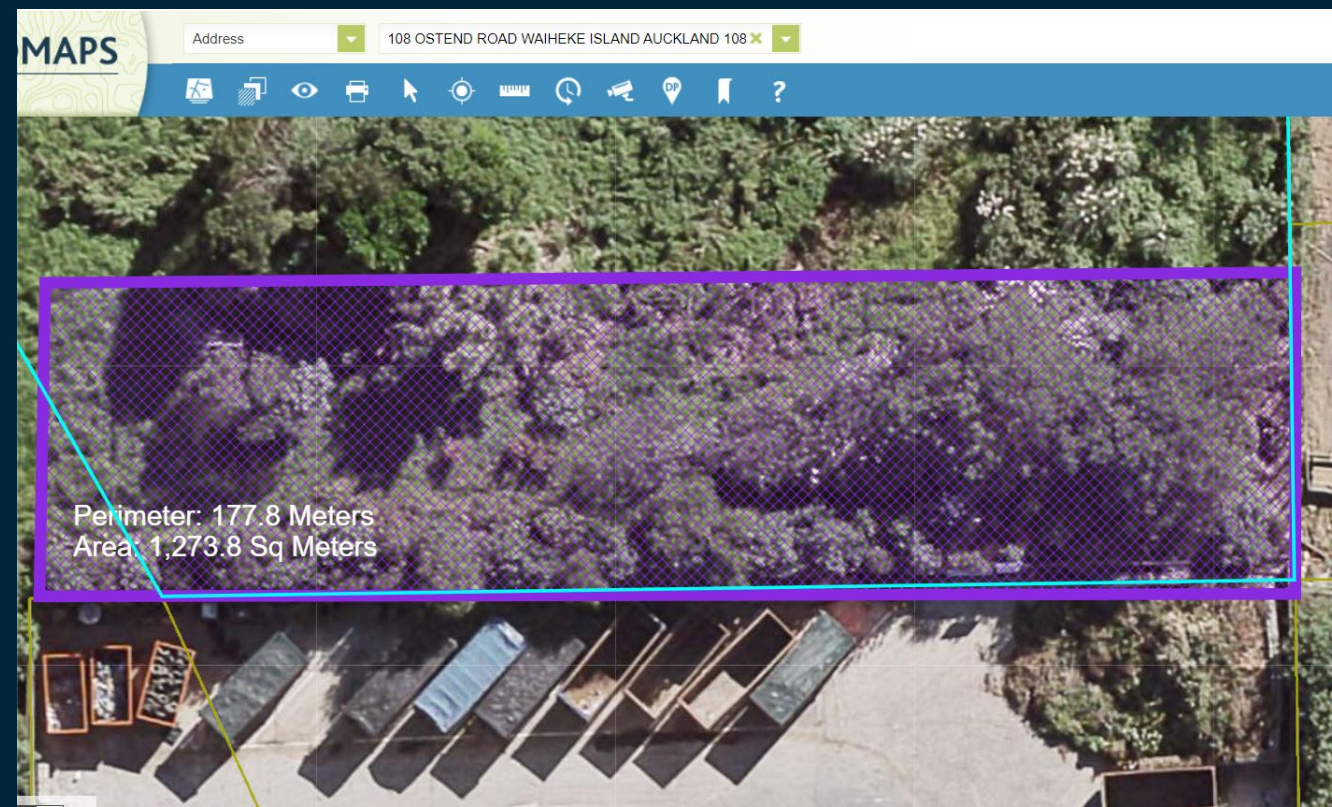 MAPS
Address
108 OSTEND ROAD WAIHEKE ISLAND AUCKLAND 108
DP
?
Perimeter: 177.8 Meters
Area: 1,273.8 Sq Meters